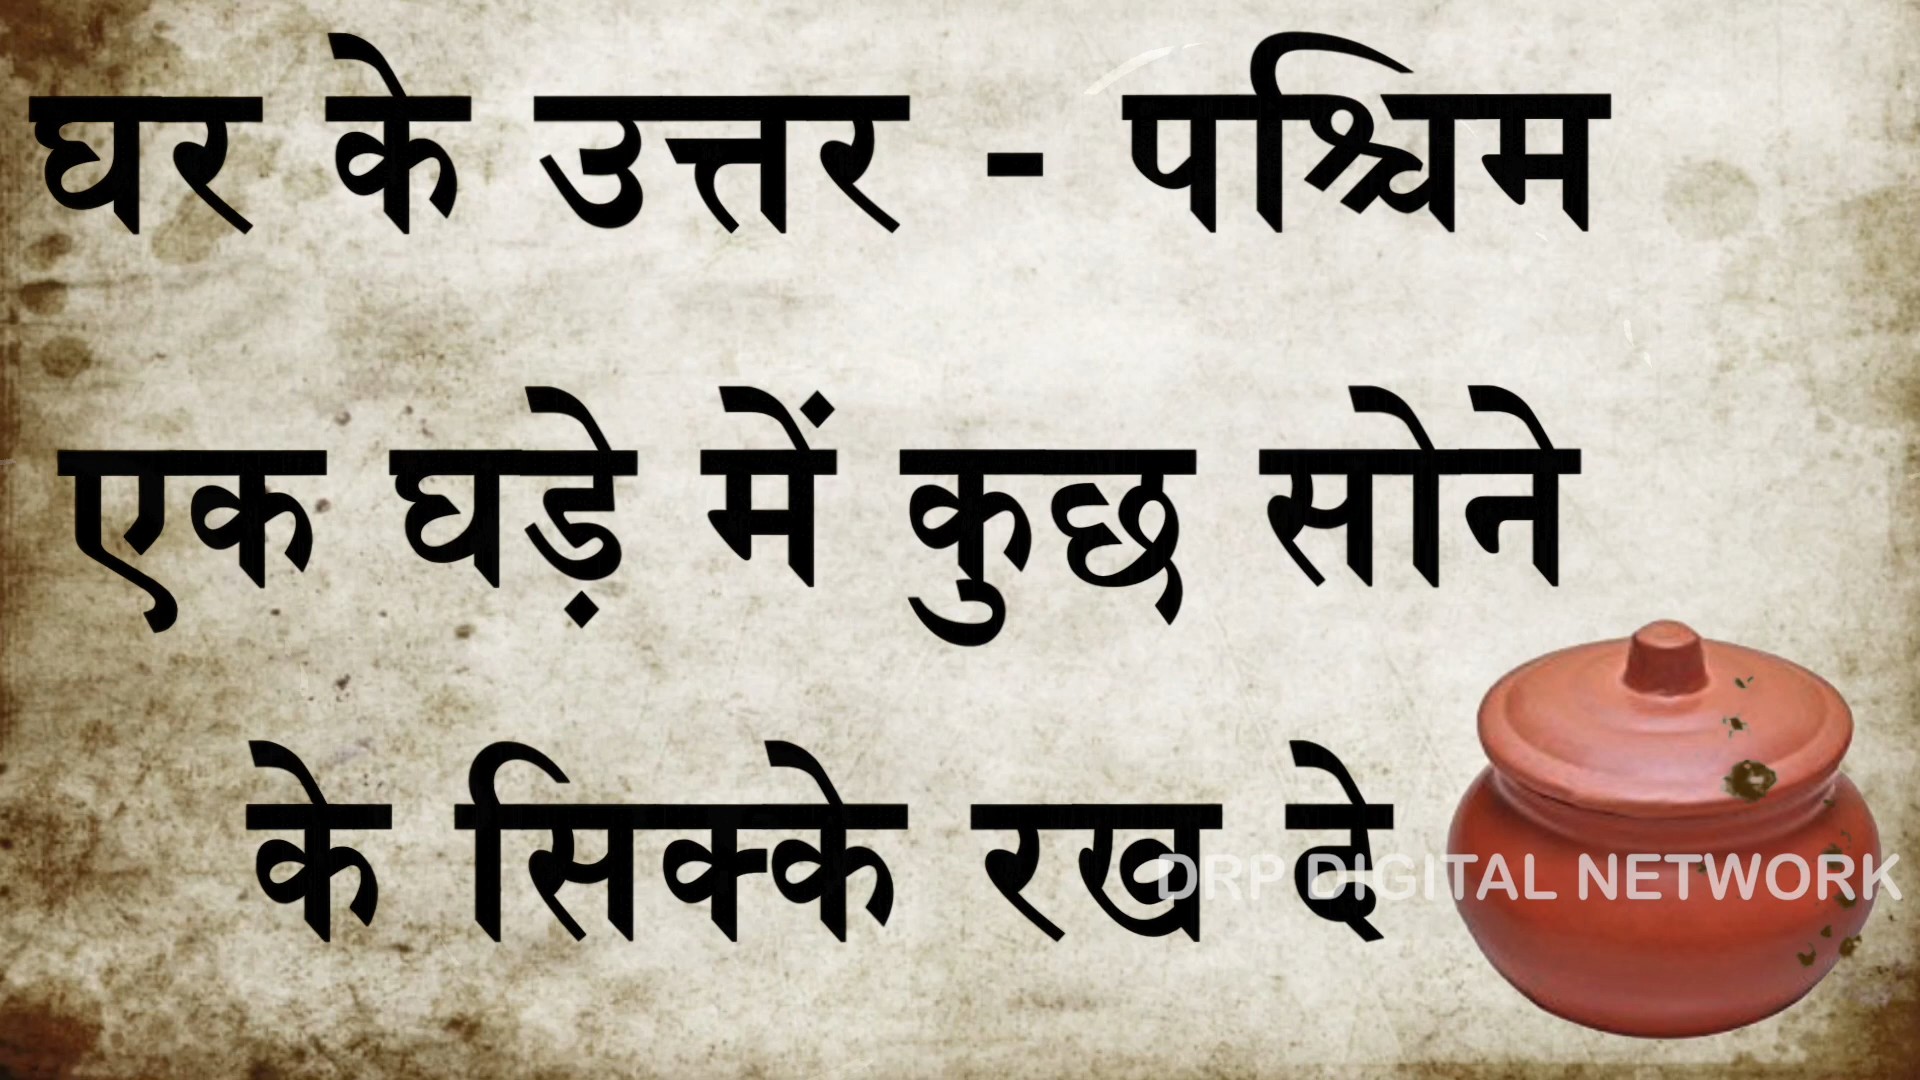 घर के उत्तर - पश्चिम
एक घड़े में कुछ सोने
के सिक्के रख दे
DRP DIGITAL NETWORK